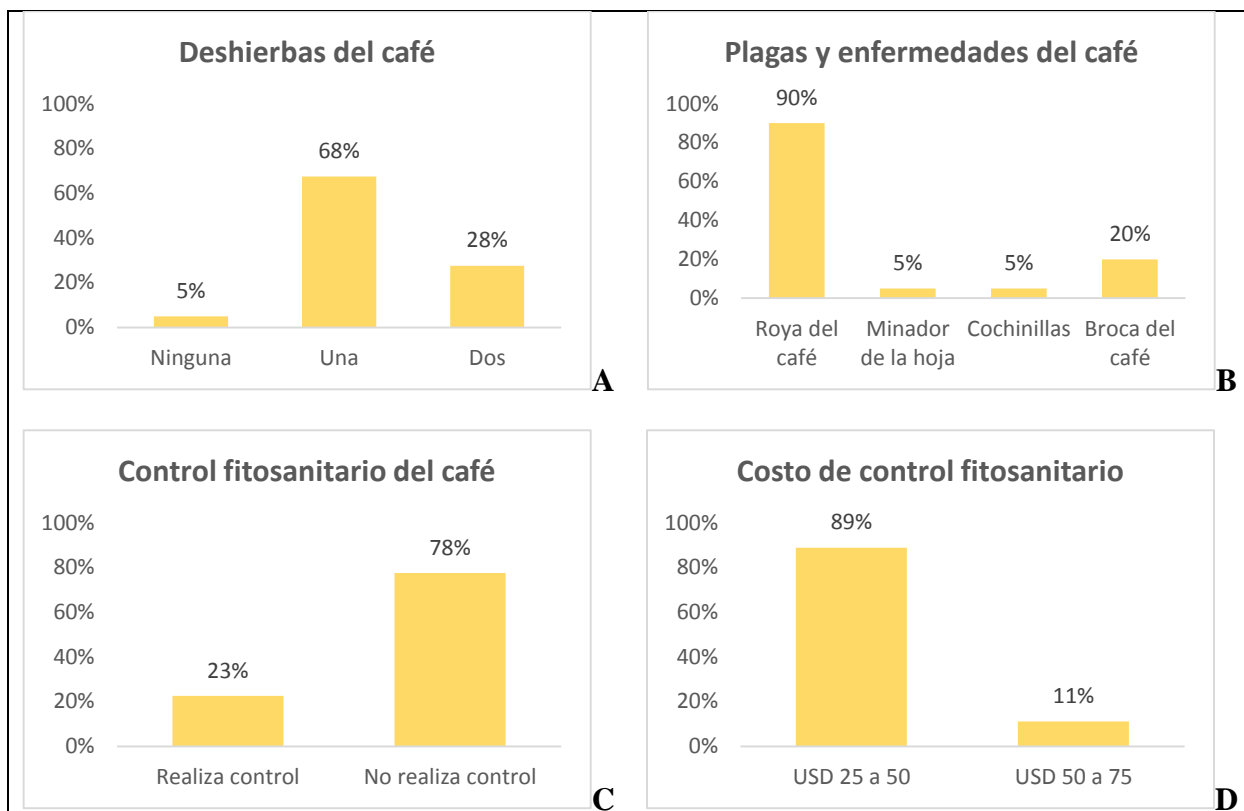 Deshierbas del café
100%
80%
60%
40%
20%
0%
5%
68%
28%
Ninguna
Una
Dos
A
Plagas y enfermedades del café
100%
80%
60%
40%
20%
0%
90%
5%
5%
20%
Roya del
café
Minador
de la hoja
Cochinillas
Broca del
café
B
Control fitosanitario del café
100%
80%
60%
40%
20%
0%
23%
78%
Realiza control
No realiza control
C
Costo de control fitosanitario
100%
80%
60%
40%
20%
0%
89%
11%
USD 25 a 50
USD 50 a 75
D